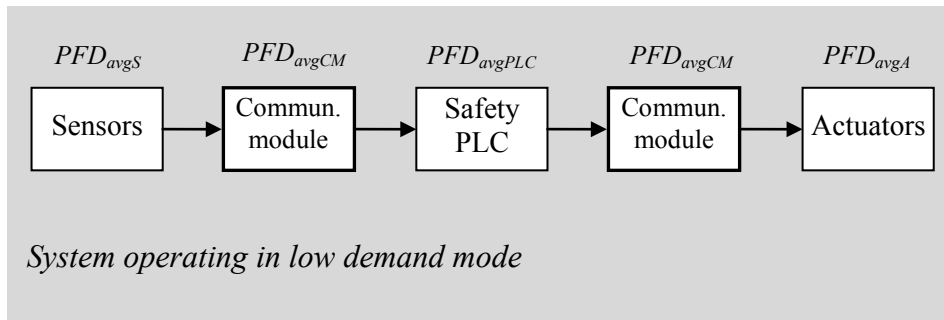 PFDavgS
PFDavgCM
PFDavgPLC
PFDavgCM
PFDavgA
Sensors
Commun.
module
Safety
PLC
Commun.
module
Actuators
System operating in low demand mode